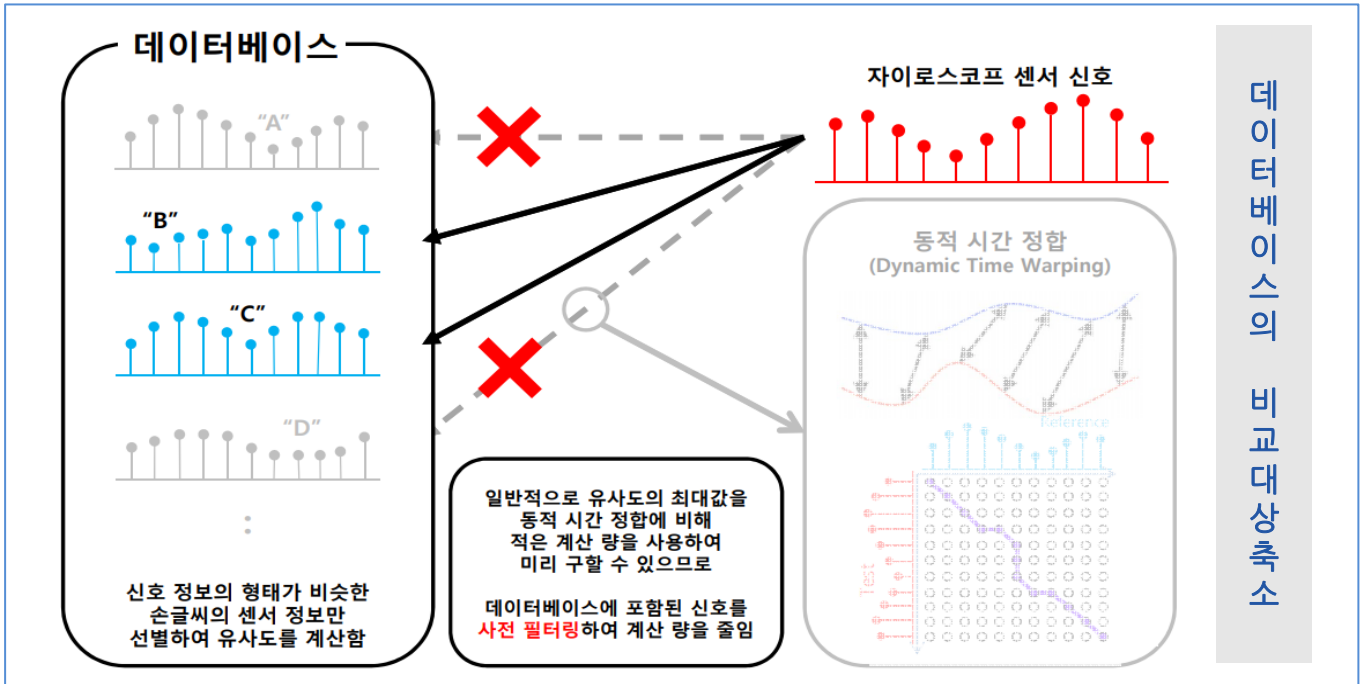 데이터베이스
“A”
“B”
“C”
“D”
:
신호 정보의 형태가 비슷한
손글씨의 센서 정보만
선별하여 유사도를 계산함
일반적으로 유사도의 최대값을
동적 시간 정합에 비해
적은 계산 량을 사용하여
미리 구할 수 있으므로
데이터베이스에 포함된 신호를
사전 필터링하여 계산 량을 줄임
자이로스코프 센서 신호
동적 시간 정합
(Dynamic Time Warping)
Reference
Test
데이터베이스의 비교대상축소